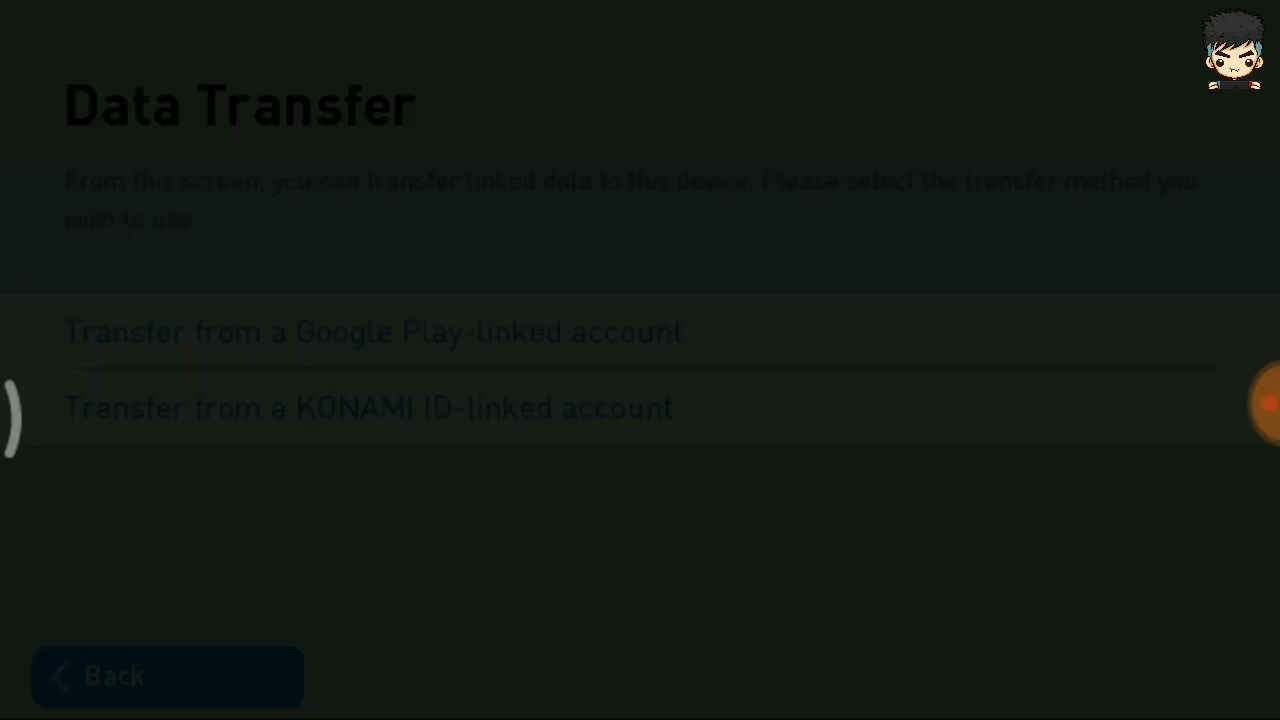 Data Transfer
From this screen, you can transfer linked data to this device. Please select the transfer method you
wish to use
Transfer from a Google Play-linked account
Transfer from a KONAMI ID-linked account
Back